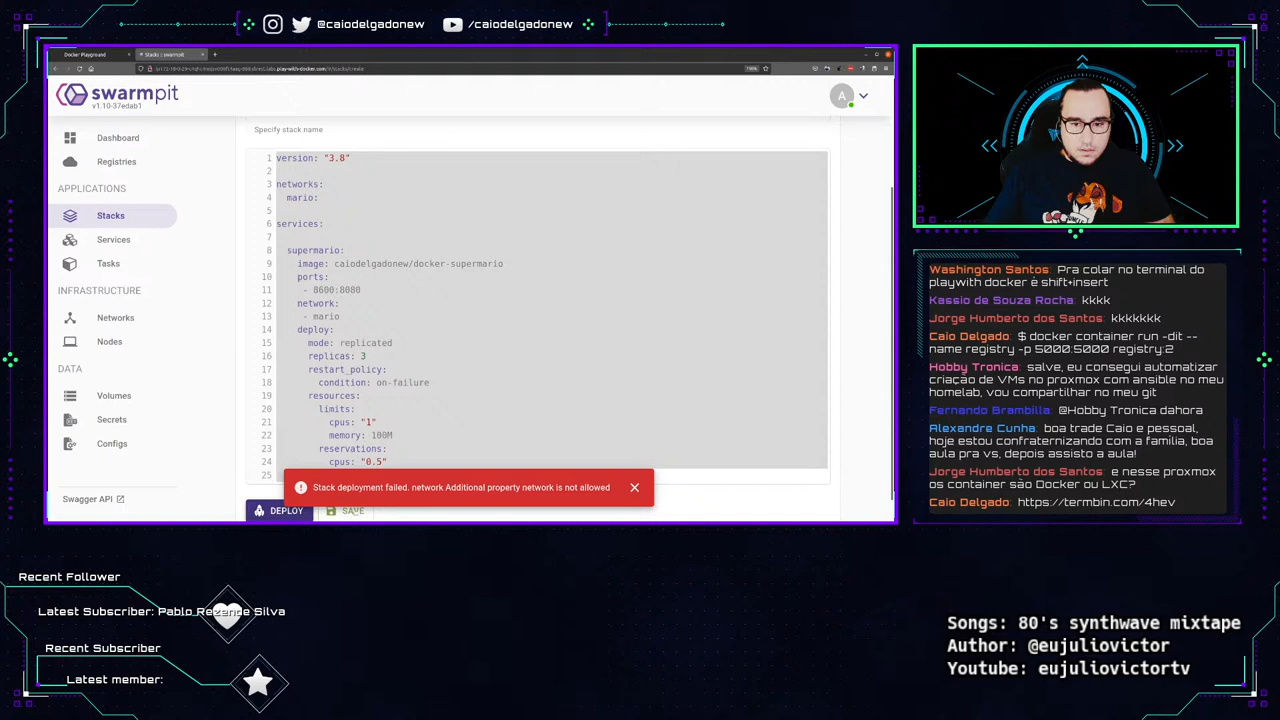 @caiodelgadonew
/caiodelgadonew
Docker Playground
Stacks :: swarmpit
swarmpit
v1.10-37edab1
A
Dashboard
Registries
APPLICATIONS
Stacks
Services
Tasks
INFRASTRUCTURE
Networks
Nodes
DATA
Volumes
Secrets
Configs
Swagger API
Specify stack name
1 version: "3.8"
2
3 networks:
4 mario:
5
6 services:
7
8 supermario:
9 image: caiodelgadonew/docker-supermario
10 ports:
11 - 8600:8080
12 network:
13 - mario
14 deploy:
15 mode: replicated
16 replicas: 3
17 restart_policy:
18 condition: on-failure
19 resources:
20 limits:
21 cpus: "1"
22 memory: 100M
23 reservations:
24 cpus: "0.5"
25
Stack deployment failed. network Additional property network is not allowed
DEPLOY
SAVE
Washington Santos: Pra colar no terminal do
playwith docker è shift+insert
Kassio de Souza Rocha: kkkk
Jorge Humberto dos Santos: kkkkkkk
Caio Delgado: $ docker container run -dit --
name registry -p 5000:5000 registry:2
Hobby Tronica: salve, eu consegui automatizar
criação de VMs no proxmox com ansible no meu
homelab, vou compartilhar no meu git
Fernando Brambilla: @Hobby Tronica dahora
Alexandre Cunha: boa trade Caio e pessoal,
hoje estou confraternizando com a família, boa
aula pra vs, depois assisto a aula!
Jorge Humberto dos Santos: e nesse proxmox
os container são Docker ou LXC?
Caio Delgado: https://termbin.com/4hev
Recent Follower
Latest Subscriber: Pablo Rezende Silva
Recent Subscriber
Latest member:
Songs: 80's synthwave mixtape
Author: @eujuliovictor
Youtube: eujuliovictortv